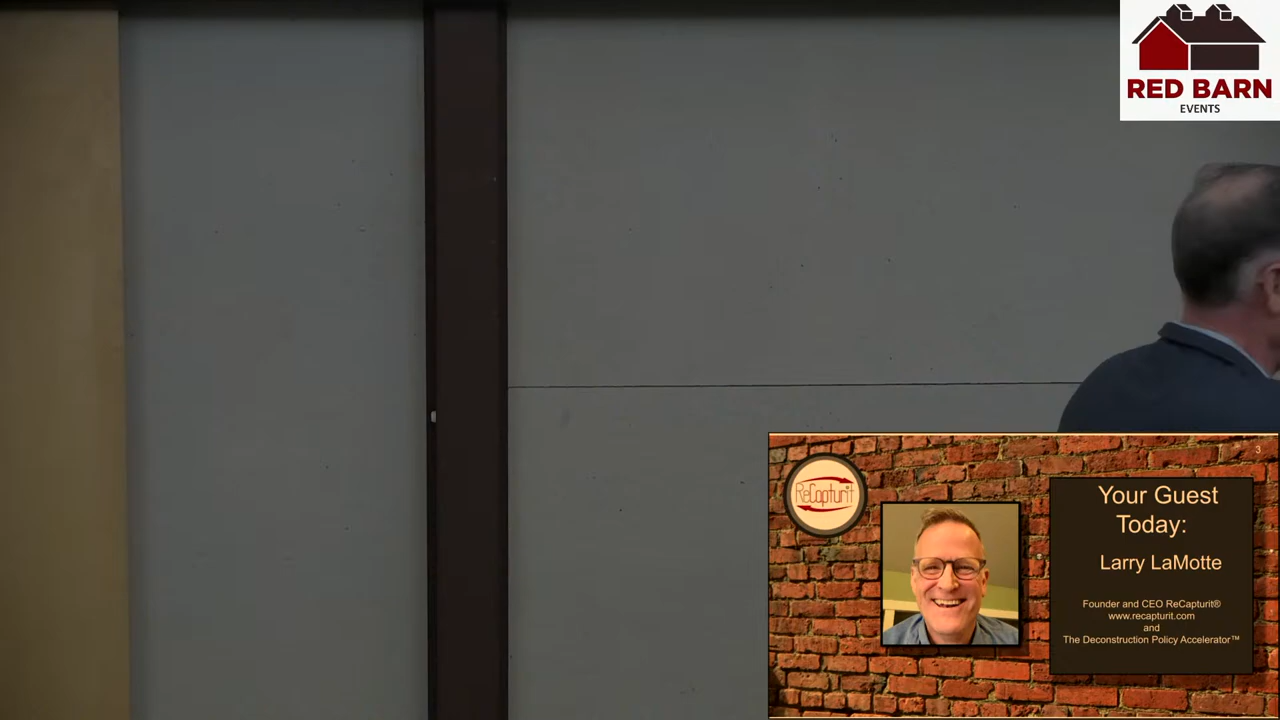 RED BARN
EVENTS
3
ReCapturit
Your Guest
Today:
Larry LaMotte
Founder and CEO ReCapturit®
www.recapturit.com
and
The Deconstruction Policy Accelerator™